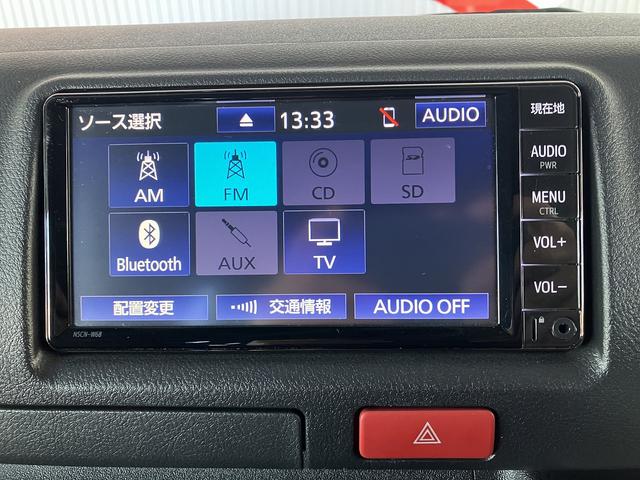 ソース選択 13:33 AUDIO
AM FM CD SD
Bluetooth AUX TV
配置変更 交通情報 AUDIO OFF
NSCN-W68
現在地
AUDIO
PWR
MENU
CTRL
VOL+
VOL-